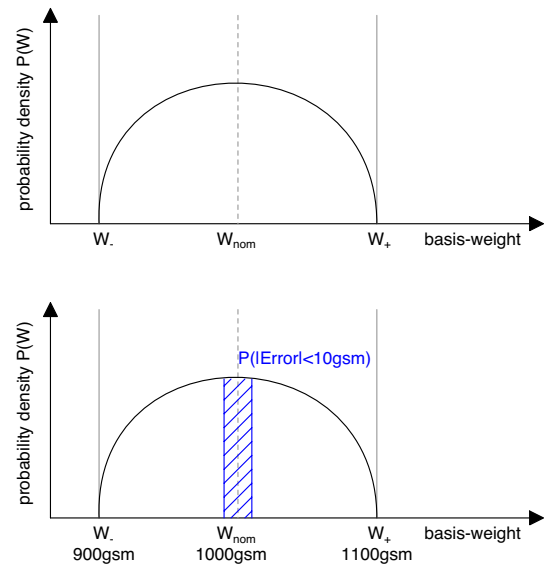 probability density P(W)
W- Wnom W+ basis-weight
P(|Error|<10gsm)
probability density P(W)
W- Wnom W+ basis-weight
900gsm 1000gsm 1100gsm